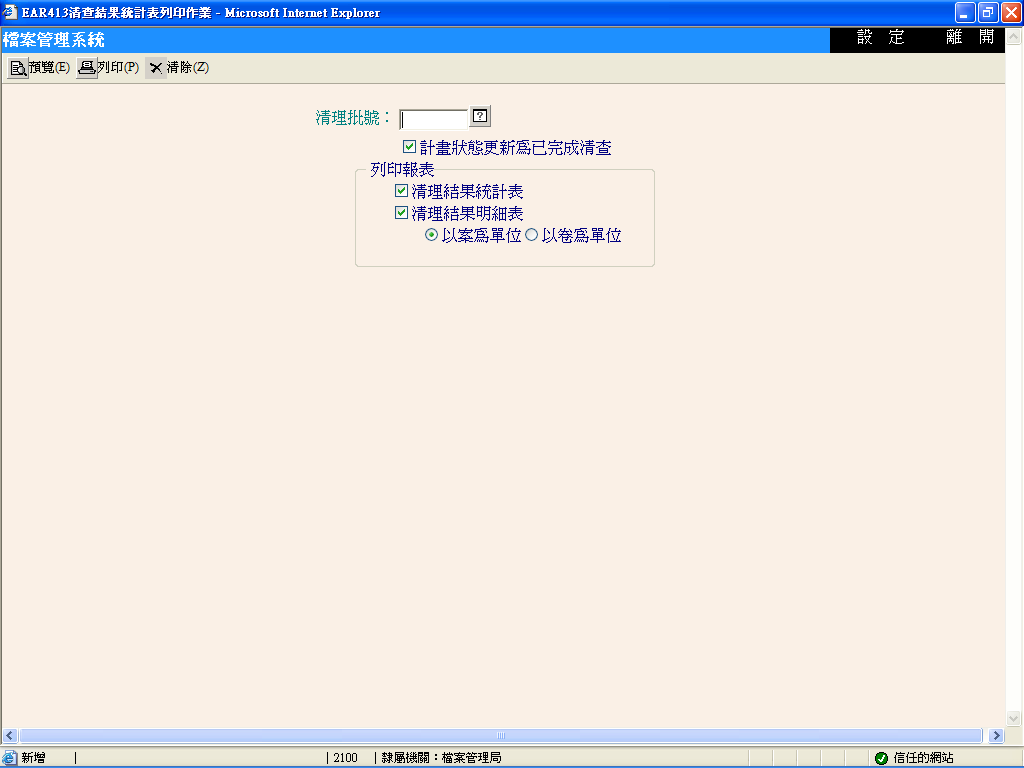 EAR413清查結果統計表列印作業 - Microsoft Internet Explorer
檔案管理系統
設 定 離 開
預覽(E) 列印(P) 清除(Z)
清理批號：
計畫狀態更新為已完成清查
列印報表
清理結果統計表
清理結果明細表
以案為單位 以卷為單位
新增 | | 2100 | 隸屬機關：檔案管理局 信任的網站